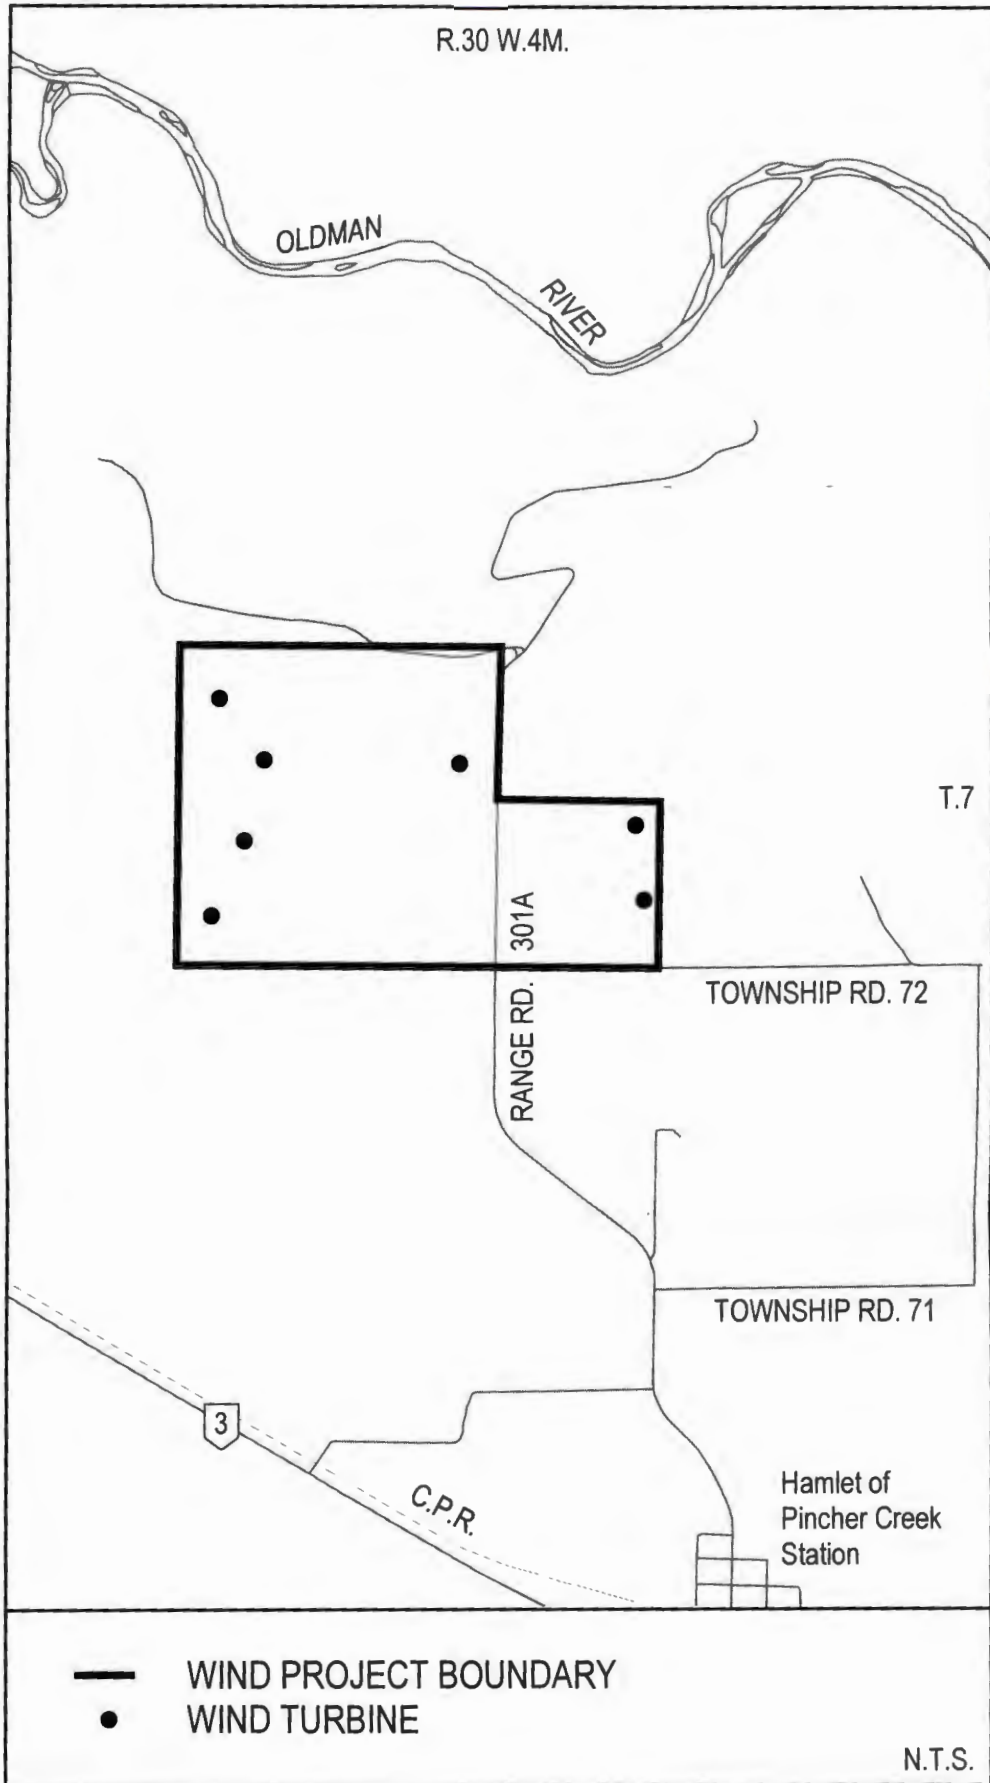 R.30 W.4M.
OLDMAN
RIVER
T.7
RANGE RD. 301A
TOWNSHIP RD. 72
TOWNSHIP RD. 71
3
C.P.R.
Hamlet of
Pincher Creek
Station
WIND PROJECT BOUNDARY
WIND TURBINE
N.T.S.